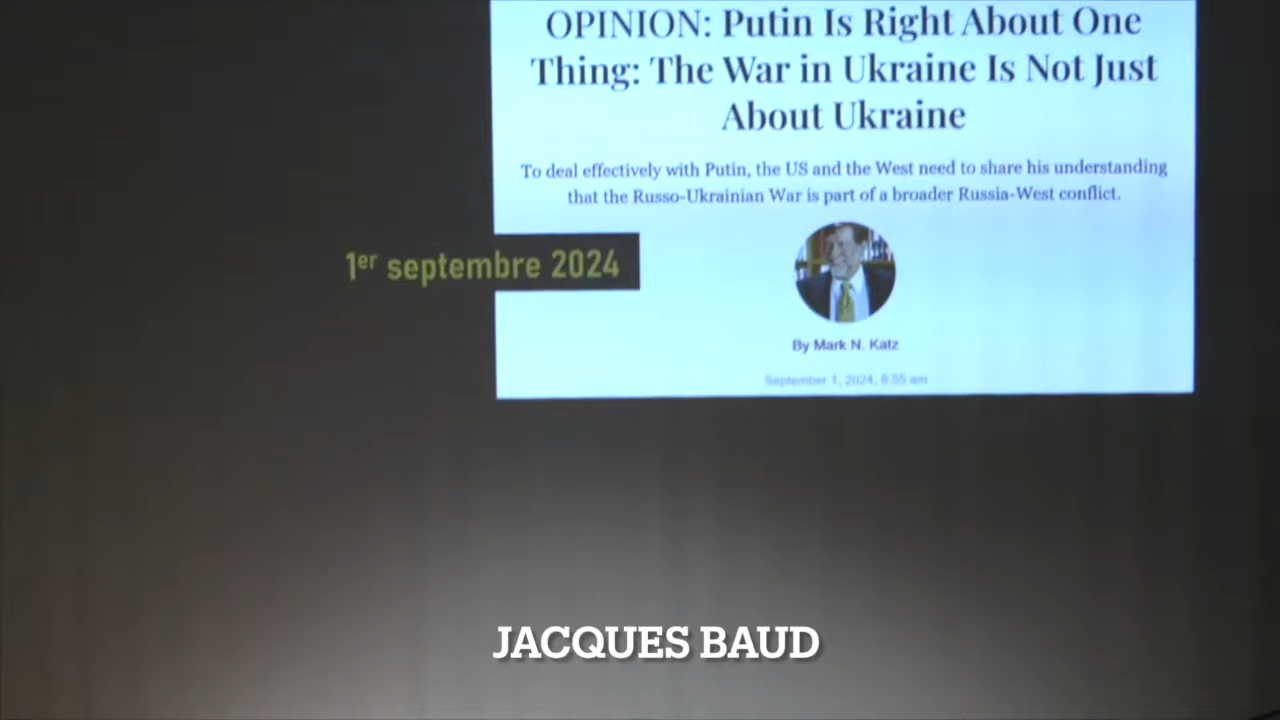 OPINION: Putin Is Right About One
Thing: The War in Ukraine Is Not Just
About Ukraine
To deal effectively with Putin, the US and the West need to share his understanding
that the Russo-Ukrainian War is part of a broader Russia-West conflict.
1er septembre 2024
By Mark N. Katz
September 1, 2024, 8:55 am
JACQUES BAUD